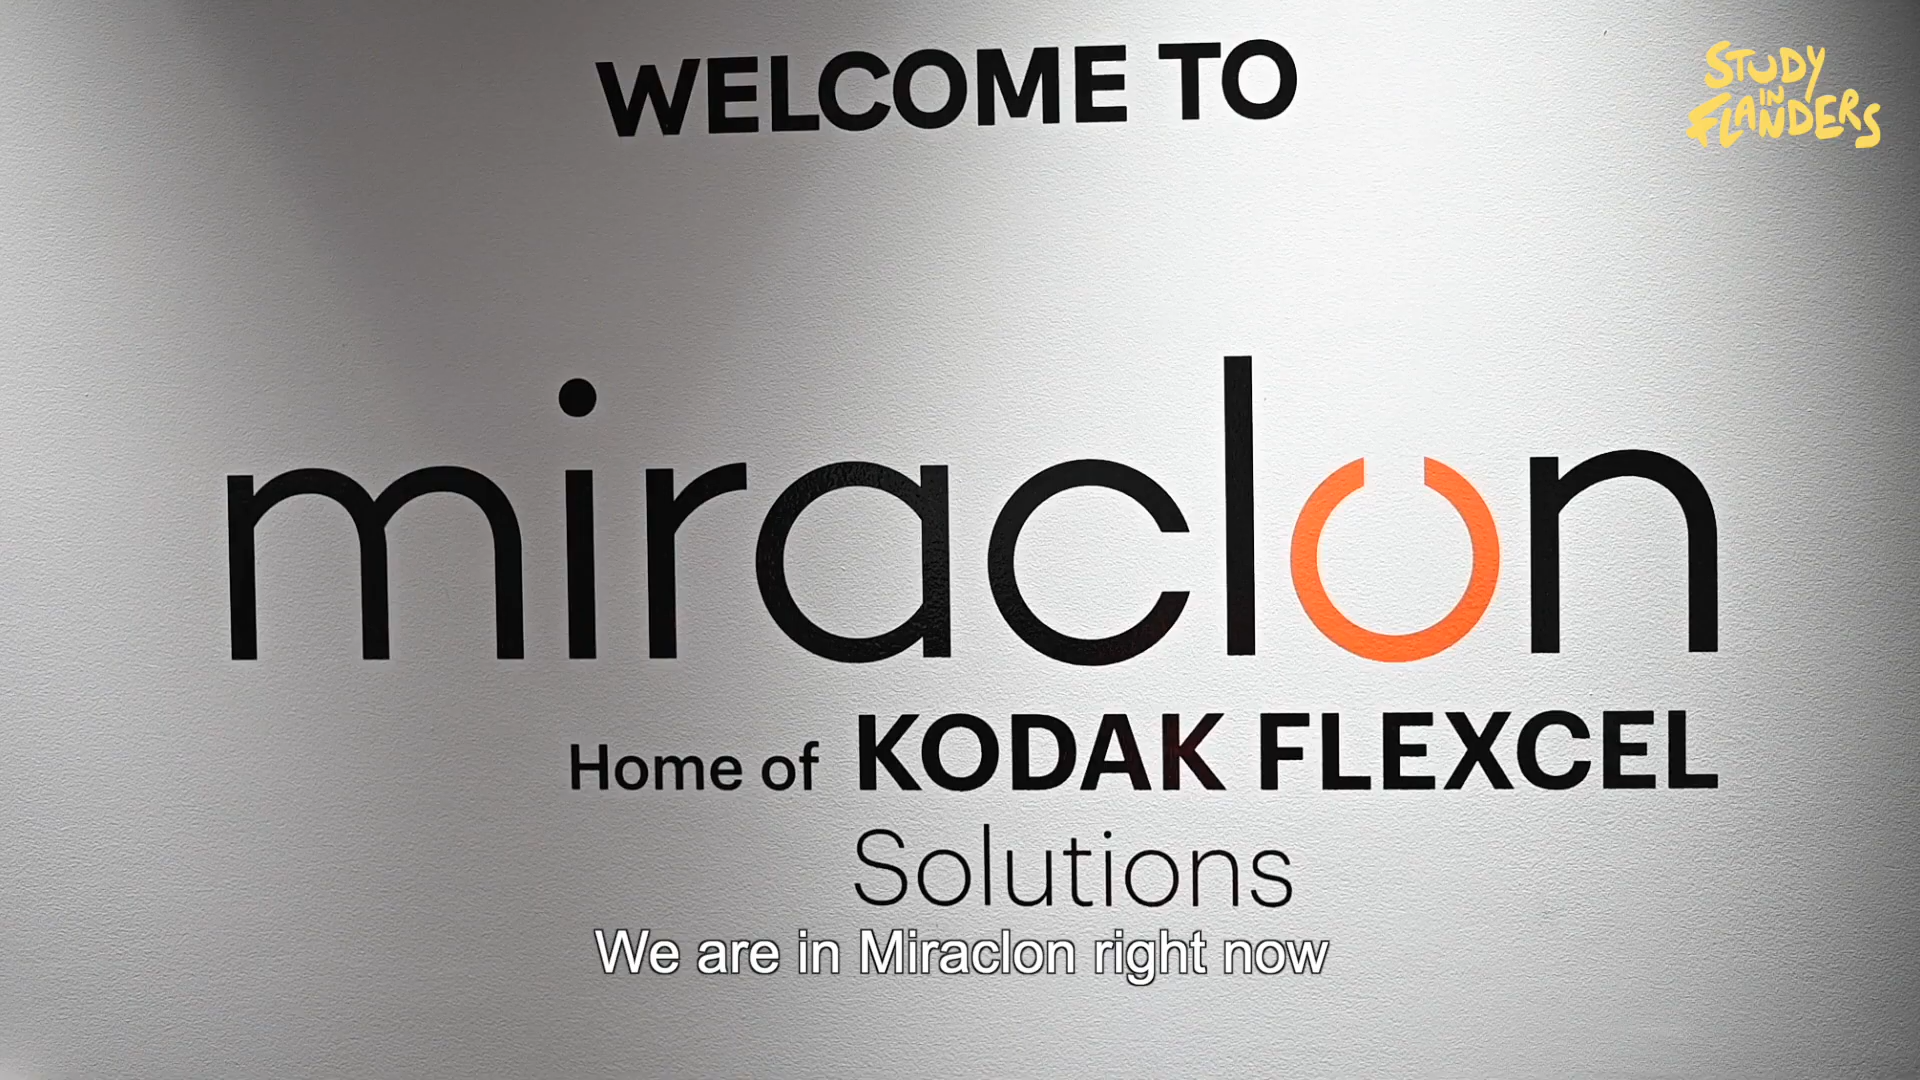 WELCOME TO
STUDY
IN
FLANDERS
miraclon
Home of KODAK FLEXCEL
Solutions
We are in Miraclon right now